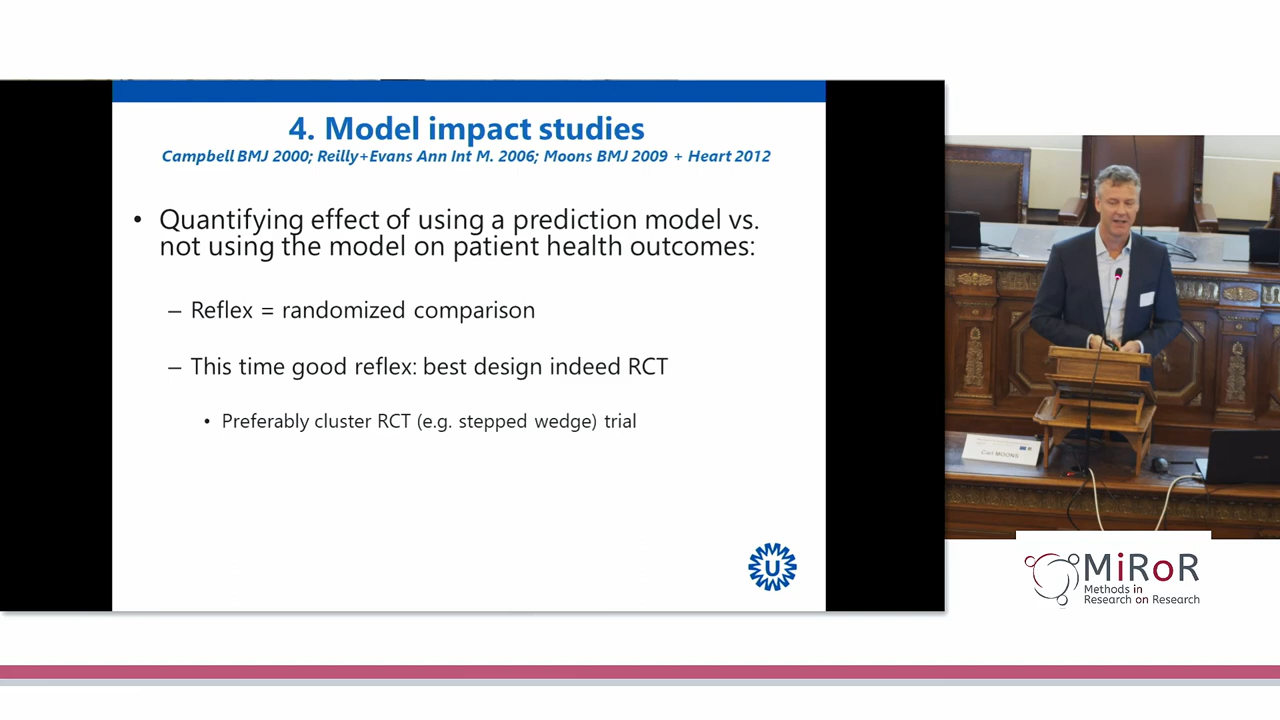 4. Model impact studies
Campbell BMJ 2000; Reilly+Evans Ann Int M. 2006; Moons BMJ 2009 + Heart 2012
• Quantifying effect of using a prediction model vs.
not using the model on patient health outcomes:
– Reflex = randomized comparison
– This time good reflex: best design indeed RCT
• Preferably cluster RCT (e.g. stepped wedge) trial
U
Carl MOONS
MiRoR
Methods in
Research on Research